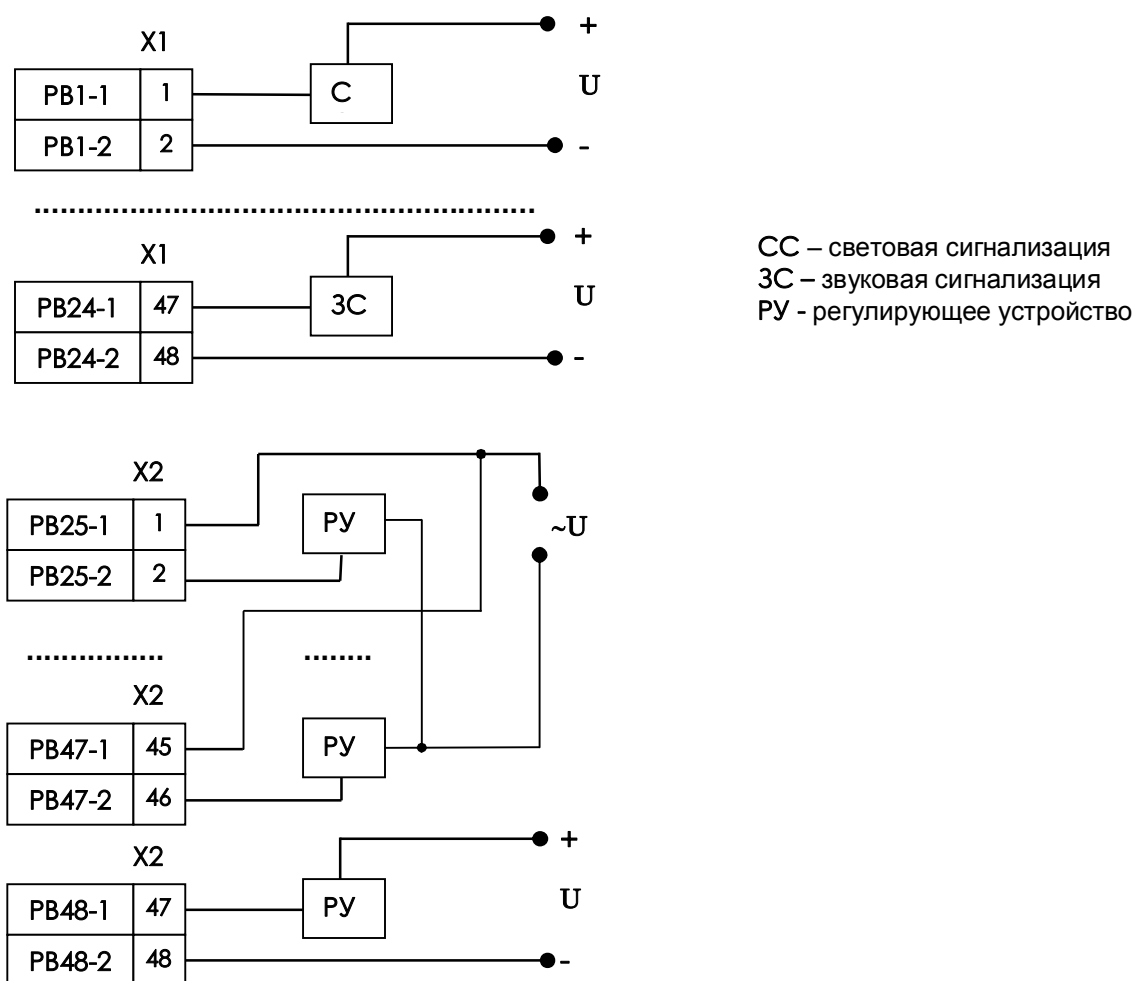 +
X1
РВ1-1 1 С U
РВ1-2 2 -
+
X1
РВ24-1 47 ЗС U
РВ24-2 48 -
СС – световая сигнализация
ЗС – звуковая сигнализация
РУ - регулирующее устройство
X2
РВ25-1 1 РУ ~U
РВ25-2 2
X2
РВ47-1 45 РУ
РВ47-2 46
+
X2
РВ48-1 47 РУ U
РВ48-2 48 -